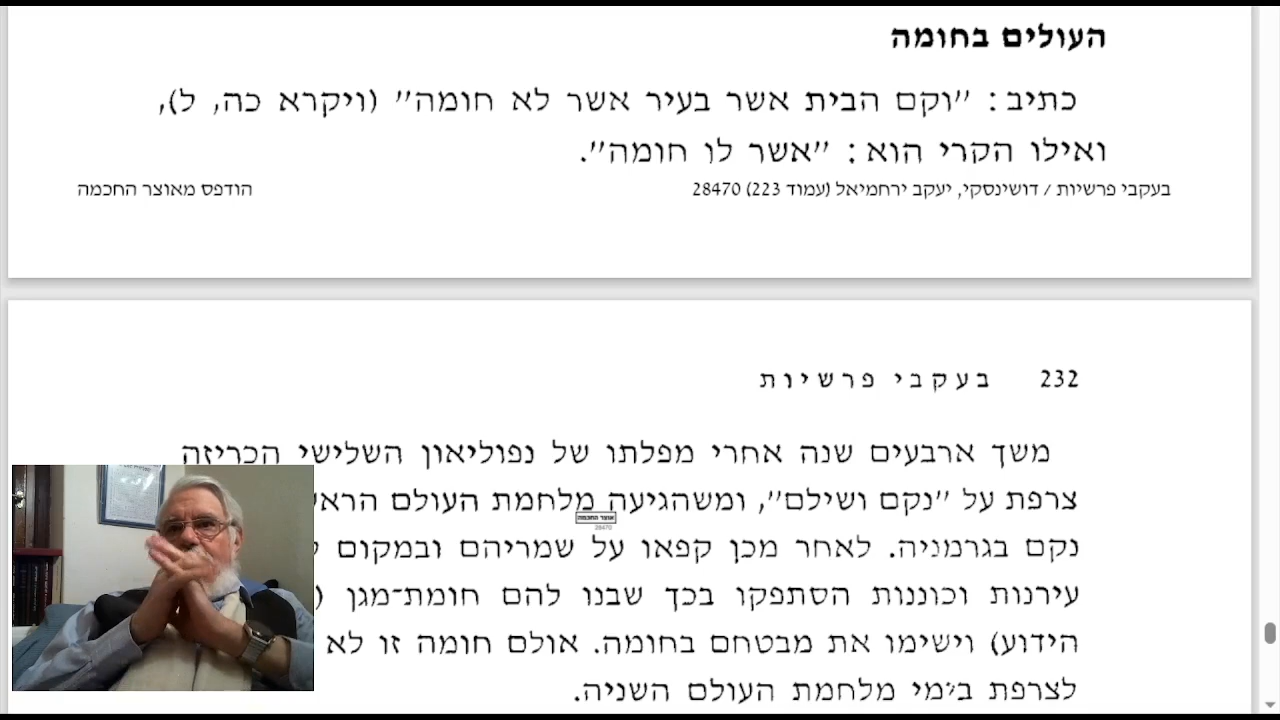 העולים בחומה
כתיב: "וקם הבית אשר בעיר אשר לא חומה" (ויקרא כה, ל),
ואילו הקרי הוא: "אשר לו חומה".
בעקבי פרשיות / דושינסקי, יעקב ירחמיאל (עמוד 223) 28470
הודפס מאוצר החכמה
232 בעקבי פרשיות
משך ארבעים שנה אחרי מפלתו של נפוליאון השלישי הכריזה
צרפת על "נקם ושילם", ומשהגיעה מלחמת העולם
אוצר החכמה
28470
נקם בגרמניה. לאחר מכן קפאו על שמריהם ובמקום
עירנות וכוננות הסתפקו בכך שבנו להם חומת־מגן (
הידוע) וישימו את מבטחם בחומה. אולם חומה זו לא
לצרפת בימי מלחמת העולם השניה.